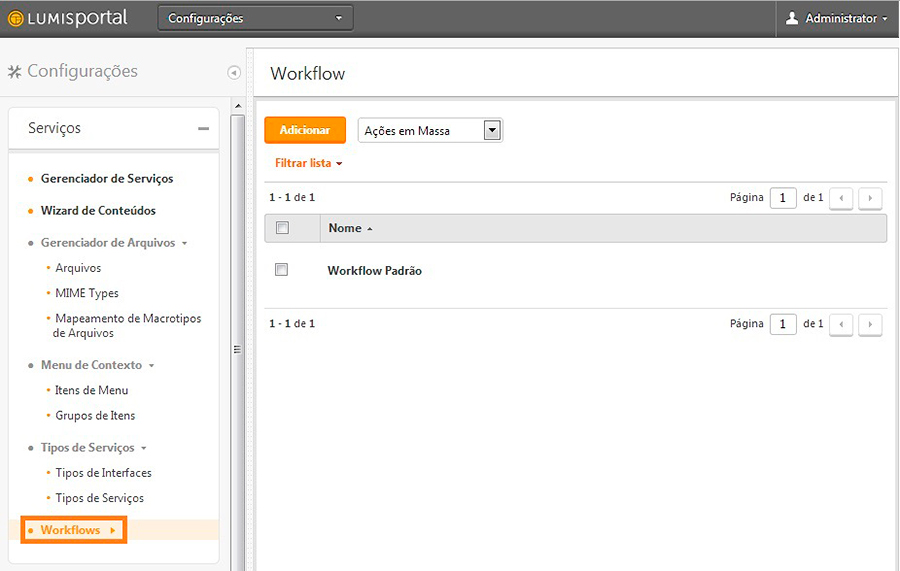 LUMISPORTAL
Configurações
Administrator
Configurações
Serviços
Gerenciador de Serviços
Wizard de Conteúdos
Gerenciador de Arquivos
Arquivos
MIME Types
Mapeamento de Macrotipos
de Arquivos
Menu de Contexto
Itens de Menu
Grupos de Itens
Tipos de Serviços
Tipos de Interfaces
Tipos de Serviços
Workflows
Workflow
Adicionar
Ações em Massa
Filtrar lista
1 - 1 de 1
Página 1 de 1
Nome
Workflow Padrão
1 - 1 de 1
Página 1 de 1